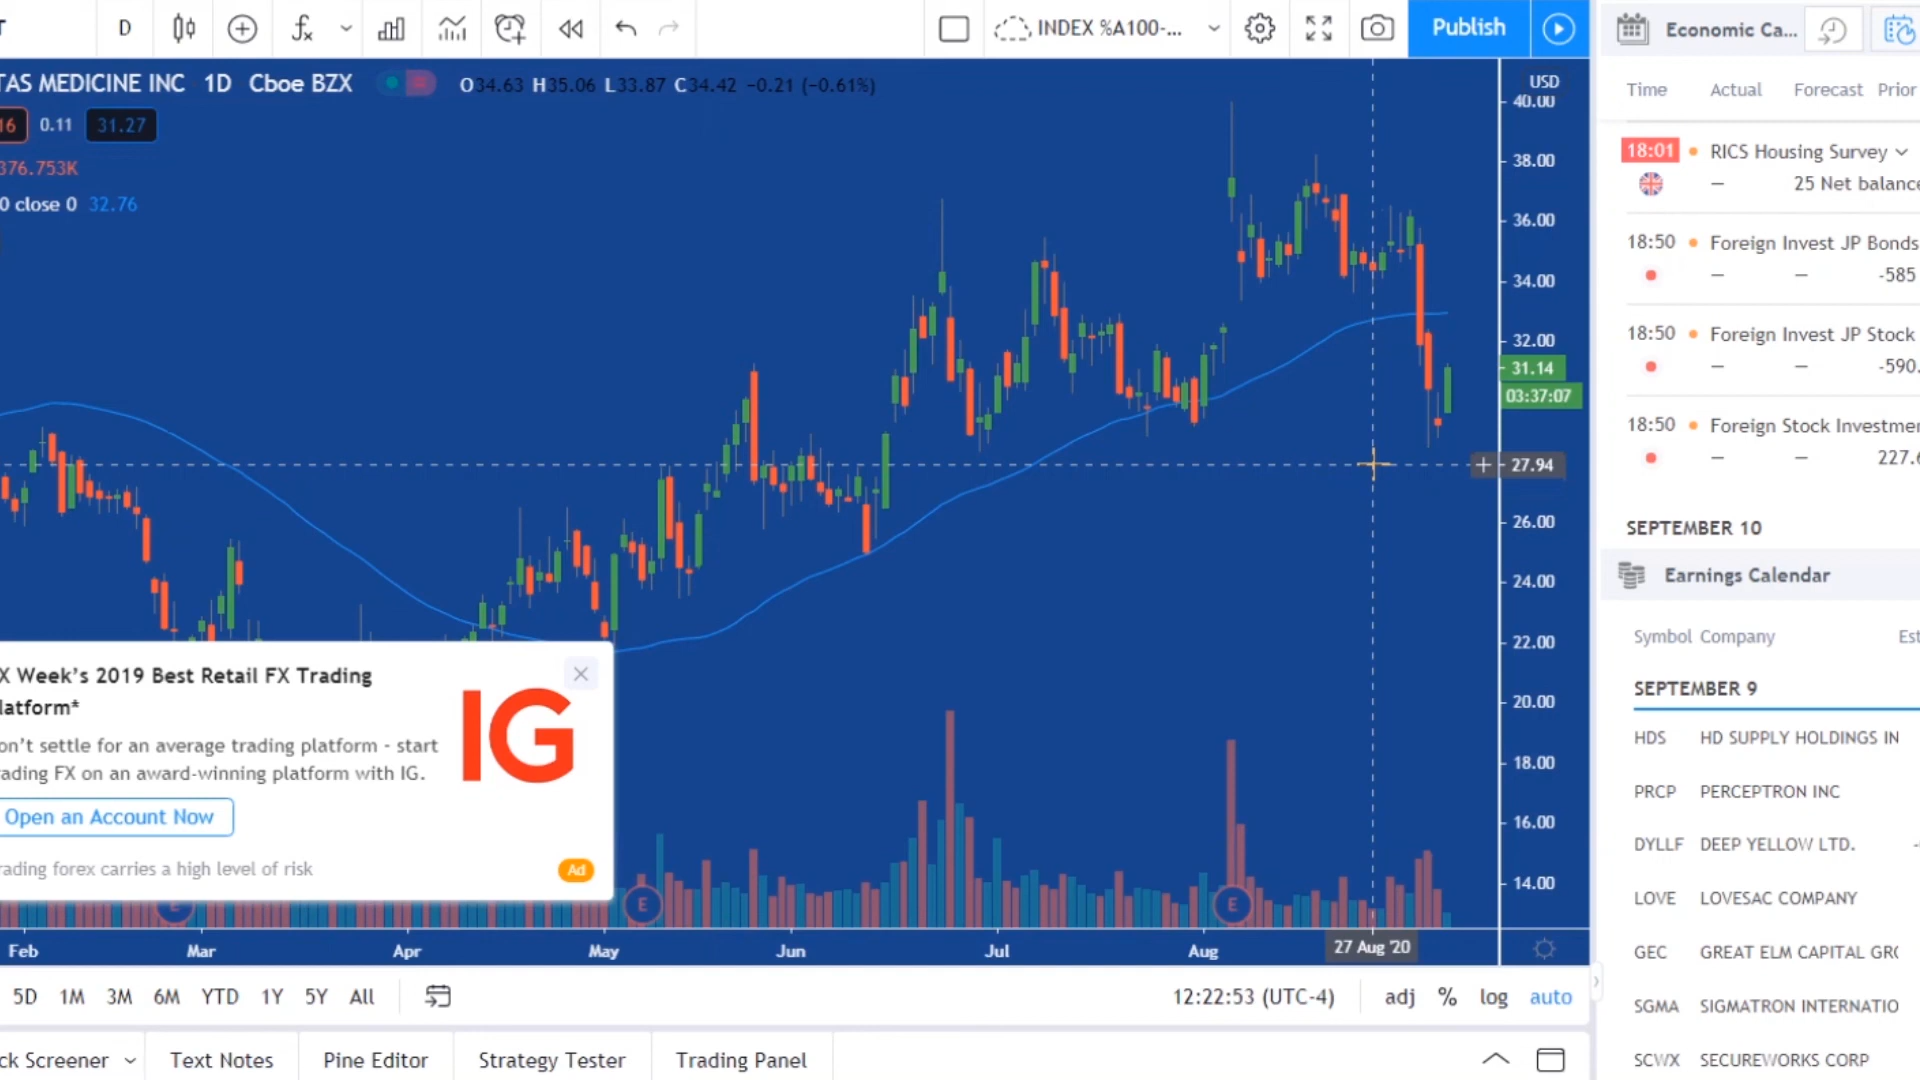 T
D
fx
INDEX %A100-...
Publish
Economic Ca...
TAS MEDICINE INC 1D Cboe BZX O34.63 H35.06 L33.87 C34.42 −0.21 (−0.61%)
16 0.11 31.27
376.753K
0 close 0 32.76
USD
40.00
38.00
36.00
34.00
32.00
31.14
03:37:07
27.94
26.00
24.00
22.00
20.00
18.00
16.00
14.00
Time Actual Forecast Prior
18:01 RICS Housing Survey
— 25 Net balance
18:50 Foreign Invest JP Bonds
— — -585
18:50 Foreign Invest JP Stock
— — -590.
18:50 Foreign Stock Investmen
— — 227.6
SEPTEMBER 10
Earnings Calendar
Symbol Company Est
SEPTEMBER 9
HDS HD SUPPLY HOLDINGS IN
PRCP PERCEPTRON INC
DYLLF DEEP YELLOW LTD.
LOVE LOVESAC COMPANY
GEC GREAT ELM CAPITAL GR
SGMA SIGMATRON INTERNATIO
SCWX SECUREWORKS CORP
X Week's 2019 Best Retail FX Trading
latform*
on't settle for an average trading platform - start
rading FX on an award-winning platform with IG.
IG
Open an Account Now
rading forex carries a high level of risk
Ad
E
E
E
Feb Mar Apr May Jun Jul Aug 27 Aug '20
5D 1M 3M 6M YTD 1Y 5Y All
12:22:53 (UTC-4) adj % log auto
ck Screener Text Notes Pine Editor Strategy Tester Trading Panel